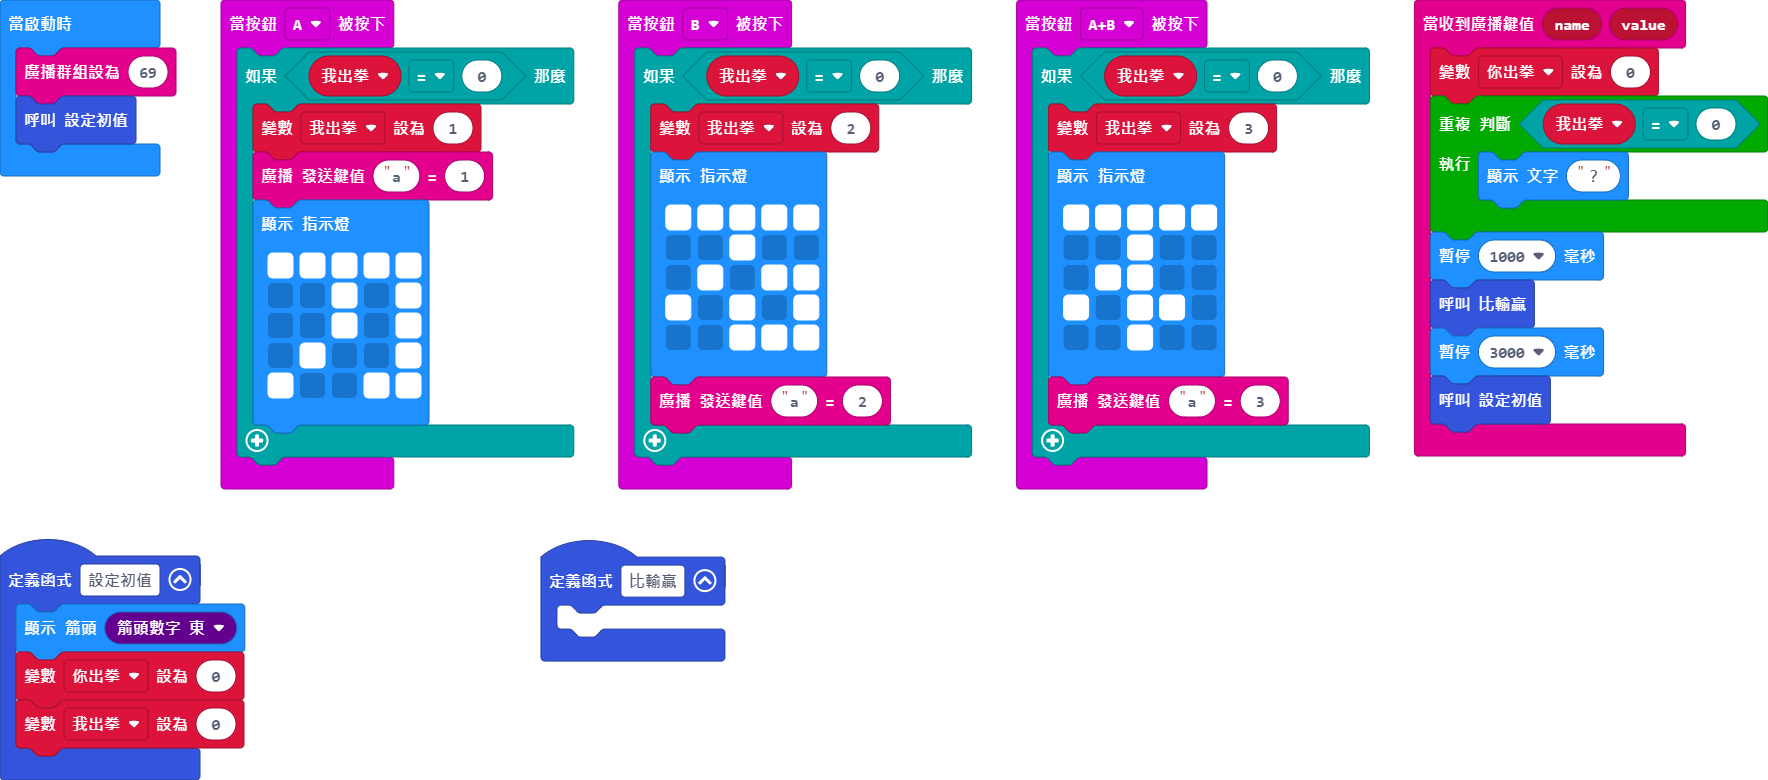 當啟動時
廣播群組設為 69
呼叫 設定初值
當按鈕 A 被按下
如果 我出拳 = 0 那麼
變數 我出拳 設為 1
廣播 發送鍵值 "a" = 1
顯示 指示燈
當按鈕 B 被按下
如果 我出拳 = 0 那麼
變數 我出拳 設為 2
顯示 指示燈
廣播 發送鍵值 "a" = 2
當按鈕 A+B 被按下
如果 我出拳 = 0 那麼
變數 我出拳 設為 3
顯示 指示燈
廣播 發送鍵值 "a" = 3
當收到廣播鍵值 name value
變數 你出拳 設為 0
重複 判斷 我出拳 = 0
執行 顯示 文字 "?"
暫停 1000 毫秒
呼叫 比輸贏
暫停 3000 毫秒
呼叫 設定初值
定義函式 設定初值
顯示 箭頭 箭頭數字 東
變數 你出拳 設為 0
變數 我出拳 設為 0
定義函式 比輸贏